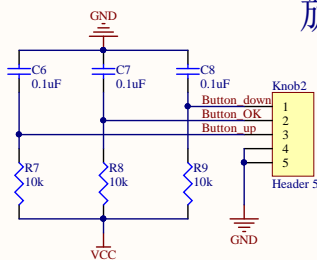 GND
C6
0.1uF
C7
0.1uF
C8
0.1uF
Knob2
Button_down
Button_OK
Button_up
1
2
3
4
5
Header 5
R7
10k
R8
10k
R9
10k
GND
VCC